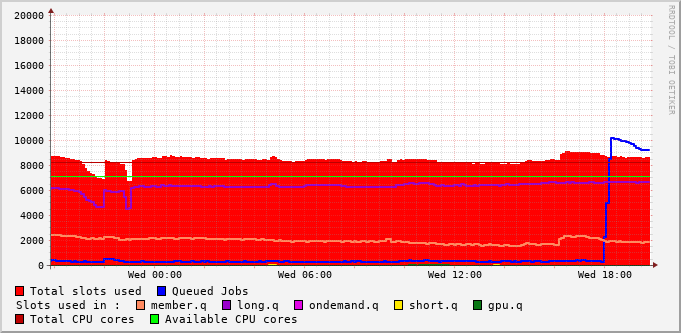 RRDTOOL / TOBI OETIKER
20000
18000
16000
14000
12000
10000
8000
6000
4000
2000
0
Wed 00:00 Wed 06:00 Wed 12:00 Wed 18:00
Total slots used Queued Jobs
Slots used in : member.q long.q ondemand.q short.q gpu.q
Total CPU cores Available CPU cores